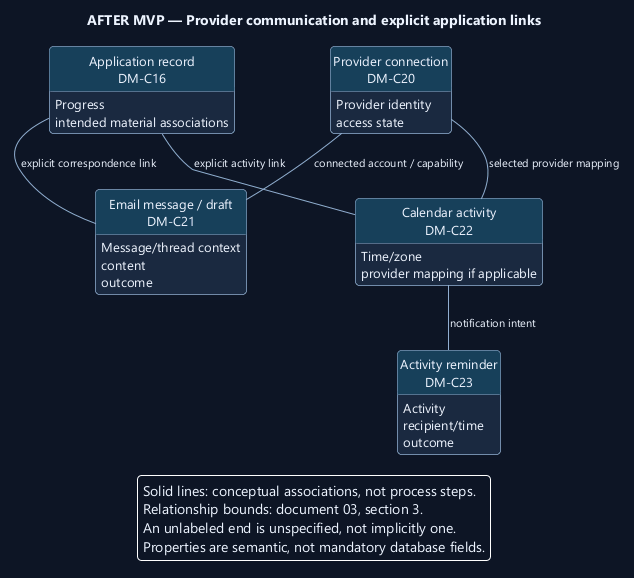 AFTER MVP — Provider communication and explicit application links
Application record
DM-C16
Progress
intended material associations
Provider connection
DM-C20
Provider identity
access state
explicit correspondence link
explicit activity link
connected account / capability
selected provider mapping
Email message / draft
DM-C21
Message/thread context
content
outcome
Calendar activity
DM-C22
Time/zone
provider mapping if applicable
notification intent
Activity reminder
DM-C23
Activity
recipient/time
outcome
Solid lines: conceptual associations, not process steps.
Relationship bounds: document 03, section 3.
An unlabeled end is unspecified, not implicitly one.
Properties are semantic, not mandatory database fields.